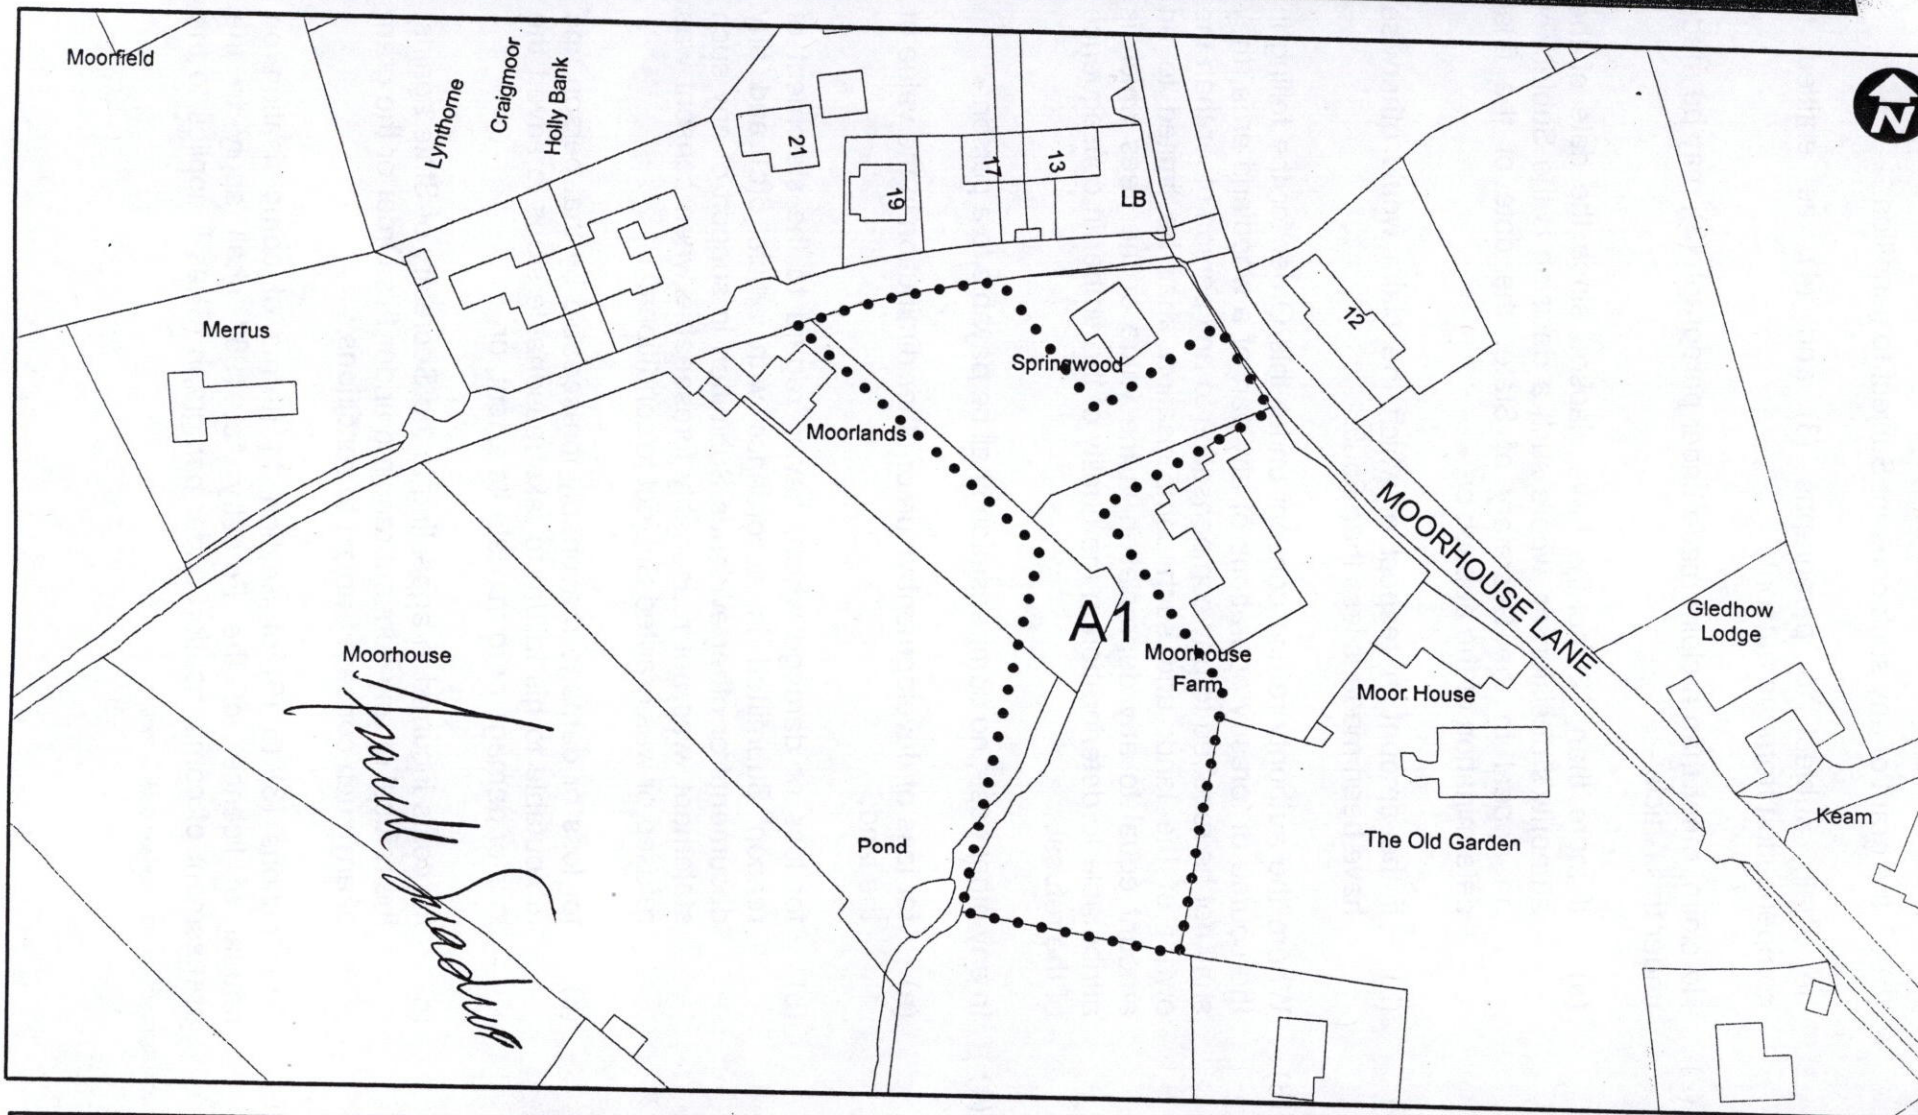 Moorfield
Lynthorne
Craigmoor
Holly Bank
21
19
17
13
LB
N
Merrus
12
Springwood
Moorlands
MOORHOUSE LANE
A1
Gledhow
Lodge
Moorhouse
Farm
Moor House
Moorhouse
Keam
The Old Garden
Pond